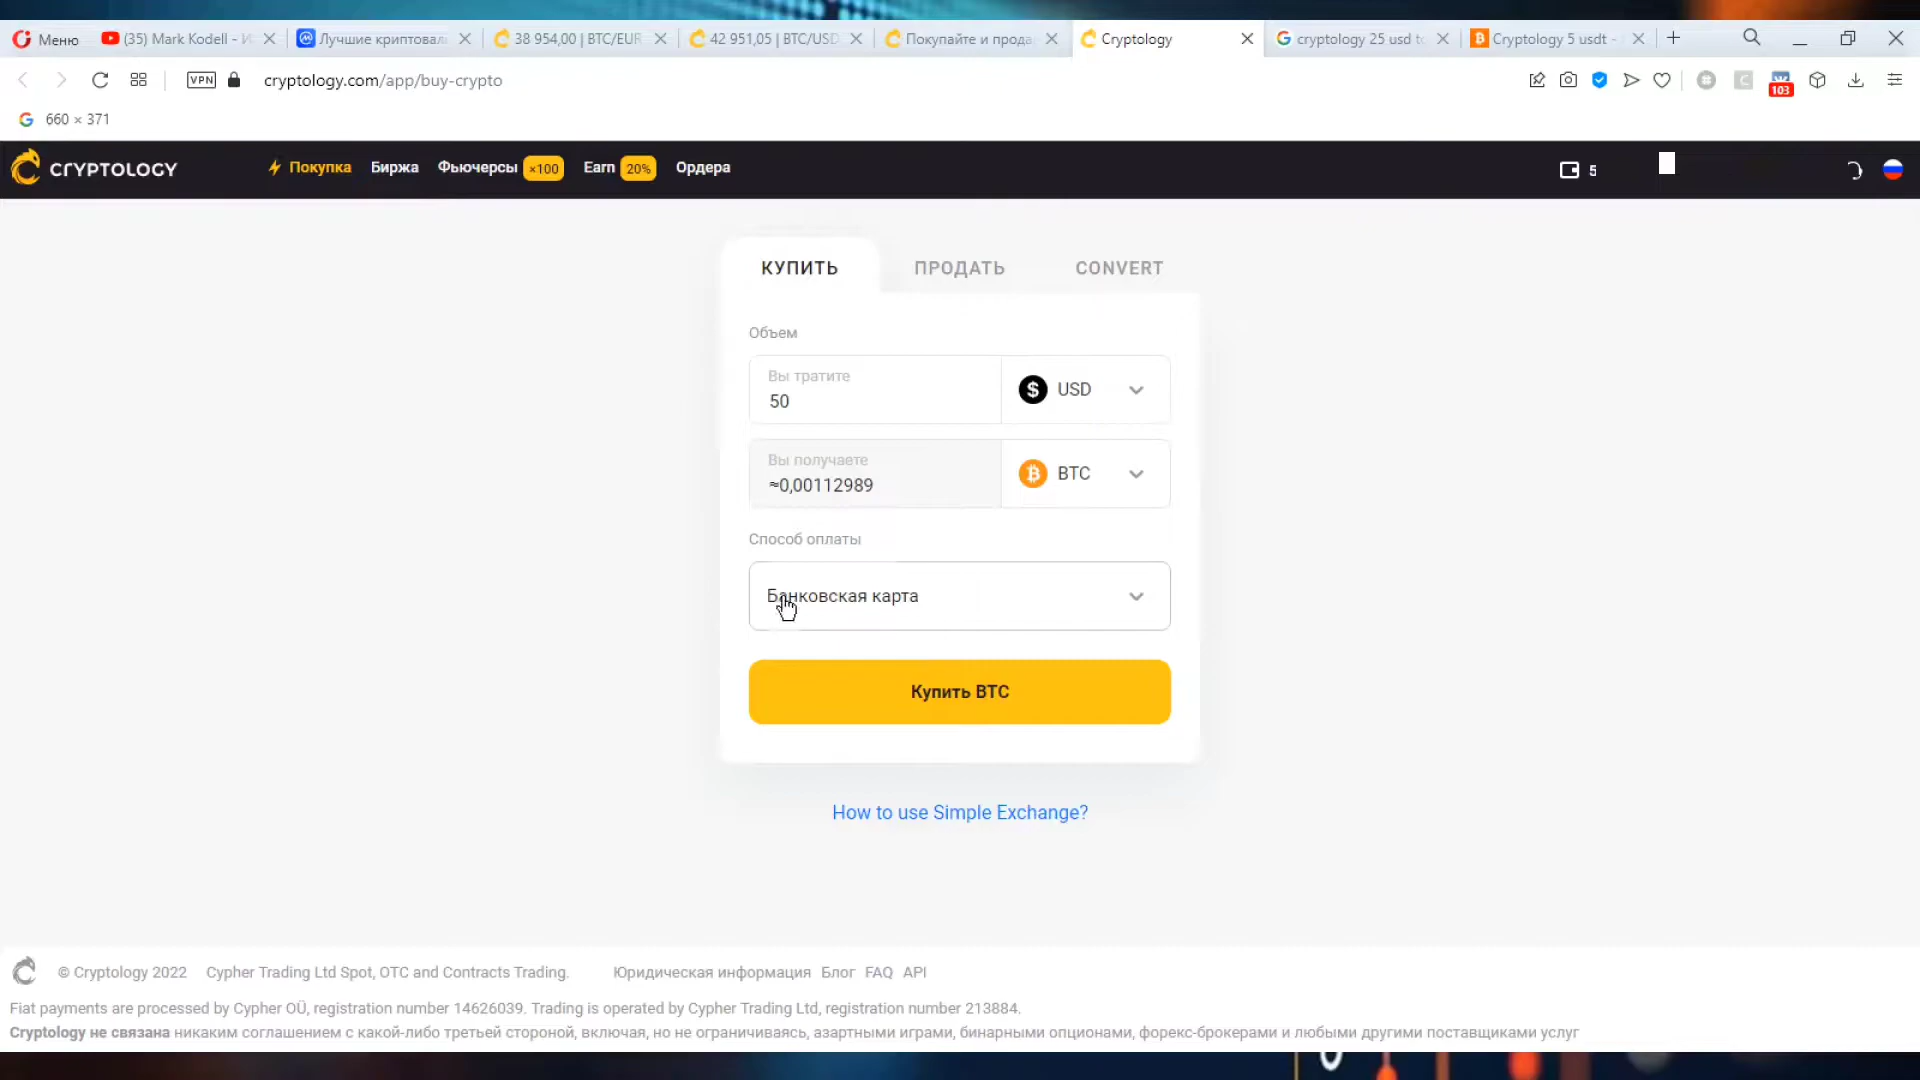 Меню
(35) Mark Kodell - И
Лучшие криптовал
38 954,00 | BTC/EUR
42 951,05 | BTC/USD
Покупайте и прода
Cryptology
cryptology 25 usd to
Cryptology 5 usdt -
VPN
cryptology.com/app/buy-crypto
103
660 × 371
CRYPTOLOGY
Покупка
Биржа
Фьючерсы ×100
Earn 20%
Ордера
5
КУПИТЬ
ПРОДАТЬ
CONVERT
Объем
Вы тратите
50
USD
Вы получаете
≈0,00112989
BTC
Способ оплаты
Банковская карта
Купить BTC
How to use Simple Exchange?
© Cryptology 2022 Cypher Trading Ltd Spot, OTC and Contracts Trading. Юридическая информация Блог FAQ API
Fiat payments are processed by Cypher OÜ, registration number 14626039. Trading is operated by Cypher Trading Ltd, registration number 213884.
Cryptology не связана никаким соглашением с какой-либо третьей стороной, включая, но не ограничиваясь, азартными играми, бинарными опционами, форекс-брокерами и любыми другими поставщиками услуг